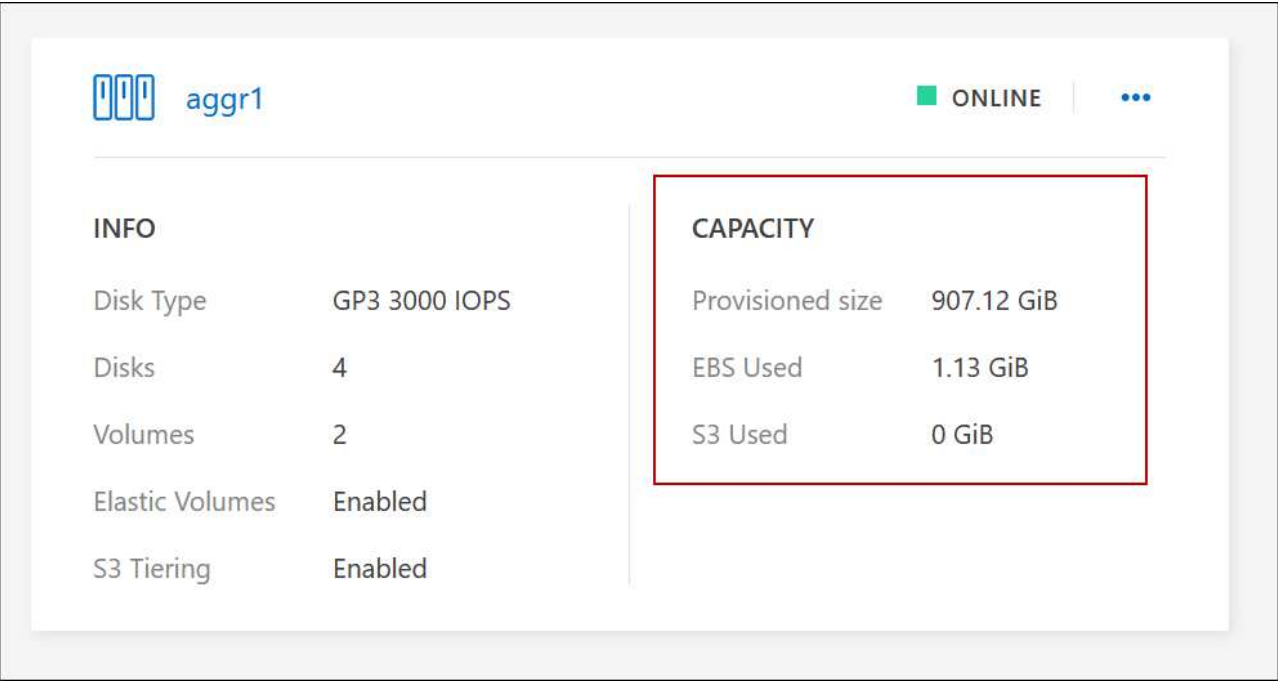 aggr1
ONLINE
INFO
Disk Type GP3 3000 IOPS
Disks 4
Volumes 2
Elastic Volumes Enabled
S3 Tiering Enabled
CAPACITY
Provisioned size 907.12 GiB
EBS Used 1.13 GiB
S3 Used 0 GiB